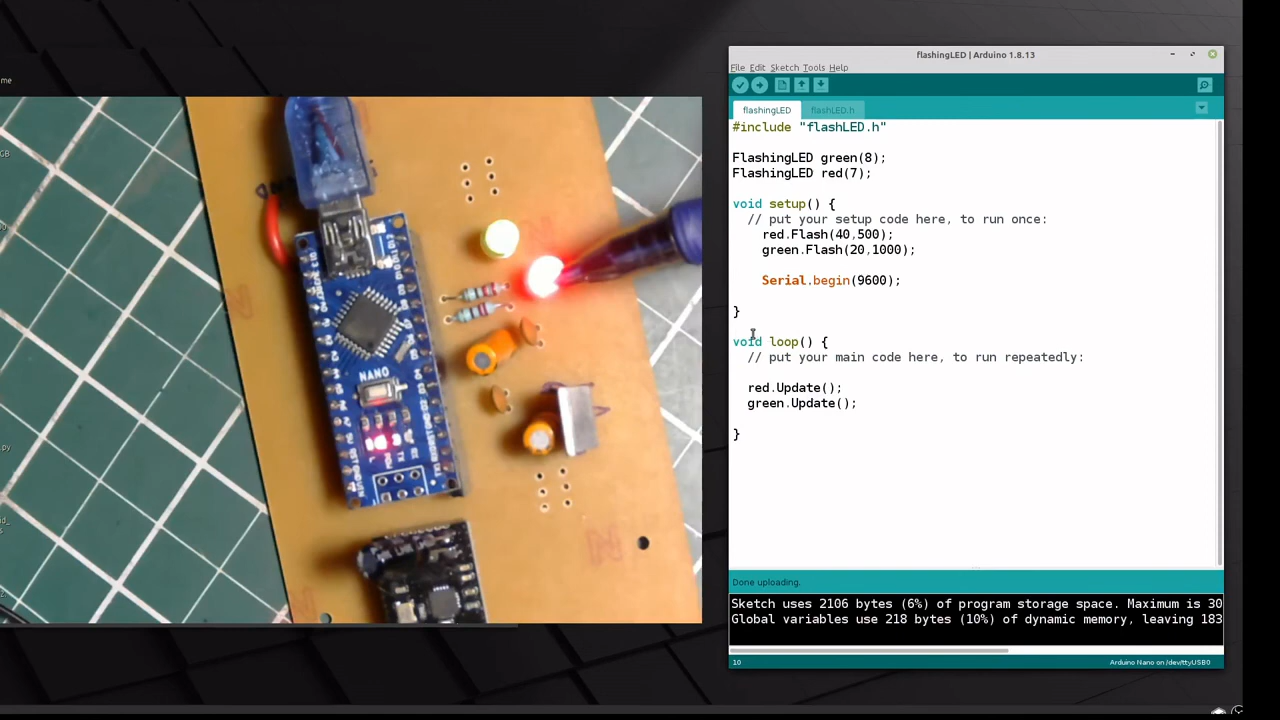 flashingLED | Arduino 1.8.13
File Edit Sketch Tools Help
flashingLED flashLED.h
#include "flashLED.h"
FlashingLED green(8);
FlashingLED red(7);
void setup() {
// put your setup code here, to run once:
red.Flash(40,500);
green.Flash(20,1000);
Serial.begin(9600);
}
void loop() {
// put your main code here, to run repeatedly:
red.Update();
green.Update();
}
Done uploading.
Sketch uses 2106 bytes (6%) of program storage space. Maximum is 30
Global variables use 218 bytes (10%) of dynamic memory, leaving 183
10
Arduino Nano on /dev/ttyUSB0
me
GB
.py
NANO